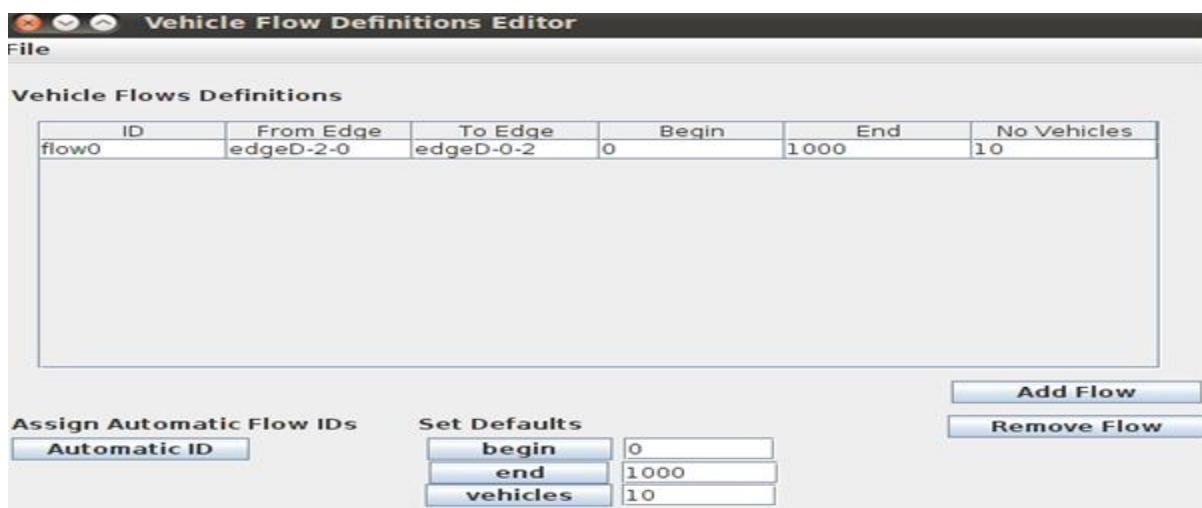 Vehicle Flow Definitions Editor
File
Vehicle Flows Definitions
ID From Edge To Edge Begin End No Vehicles
flow0 edgeD-2-0 edgeD-0-2 0 1000 10
Add Flow
Assign Automatic Flow IDs Set Defaults Remove Flow
Automatic ID begin 0
end 1000
vehicles 10